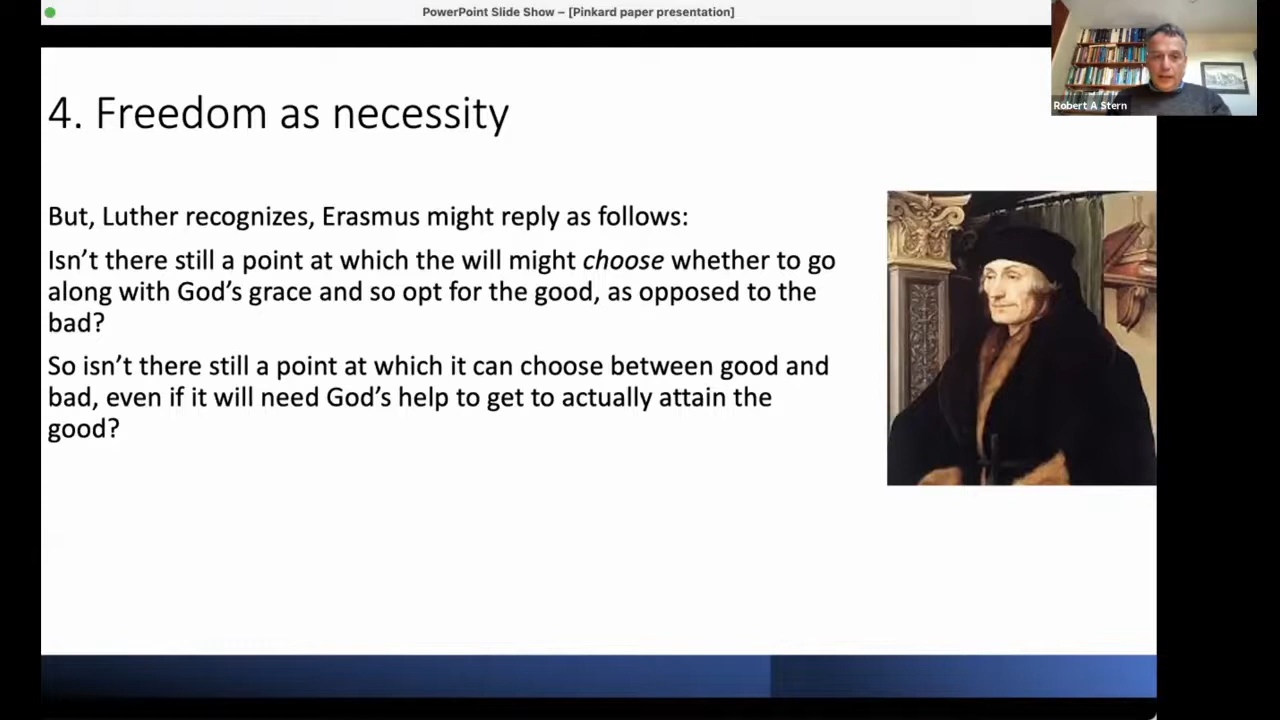 PowerPoint Slide Show – [Pinkard paper presentation]
Robert A Stern
4. Freedom as necessity
But, Luther recognizes, Erasmus might reply as follows:
Isn’t there still a point at which the will might choose whether to go
along with God’s grace and so opt for the good, as opposed to the
bad?
So isn’t there still a point at which it can choose between good and
bad, even if it will need God’s help to get to actually attain the
good?